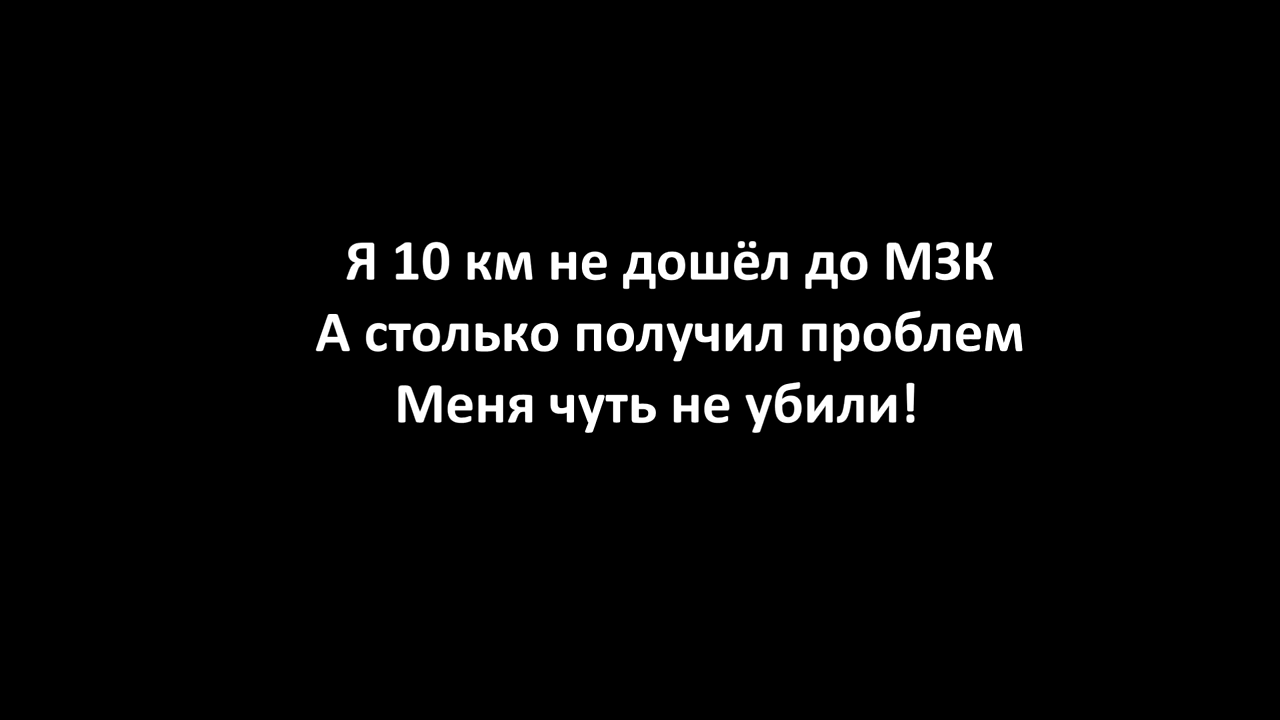 Я 10 км не дошёл до МЗК
А столько получил проблем
Меня чуть не убили!